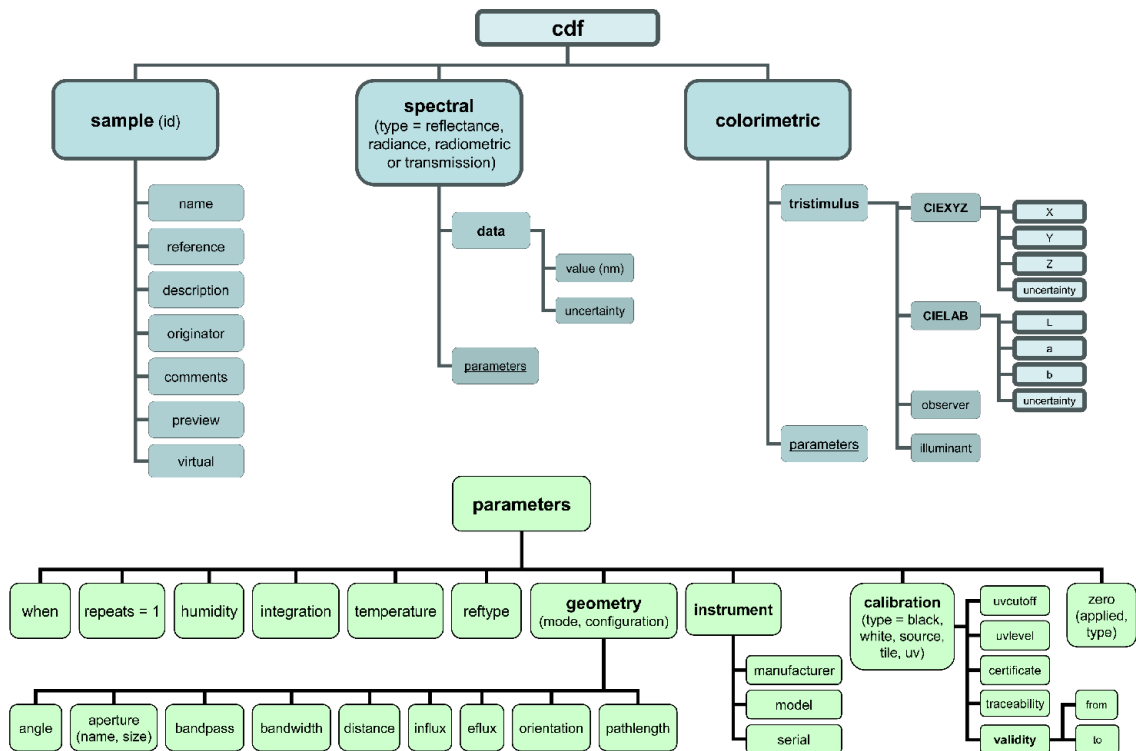 cdf
sample (id)
spectral
(type = reflectance,
radiance, radiometric
or transmission)
colorimetric
name
reference
description
originator
comments
preview
virtual
data
value (nm)
uncertainty
parameters
tristimulus
CIEXYZ
X
Y
Z
uncertainty
CIELAB
L
a
b
uncertainty
observer
illuminant
parameters
parameters
when
repeats = 1
humidity
integration
temperature
reftype
geometry
(mode, configuration)
instrument
calibration
(type = black,
white, source,
tile, uv)
zero
(applied,
type)
angle
aperture
(name, size)
bandpass
bandwidth
distance
influx
eflux
orientation
pathlength
manufacturer
model
serial
uvcutoff
uvlevel
certificate
traceability
validity
from
to